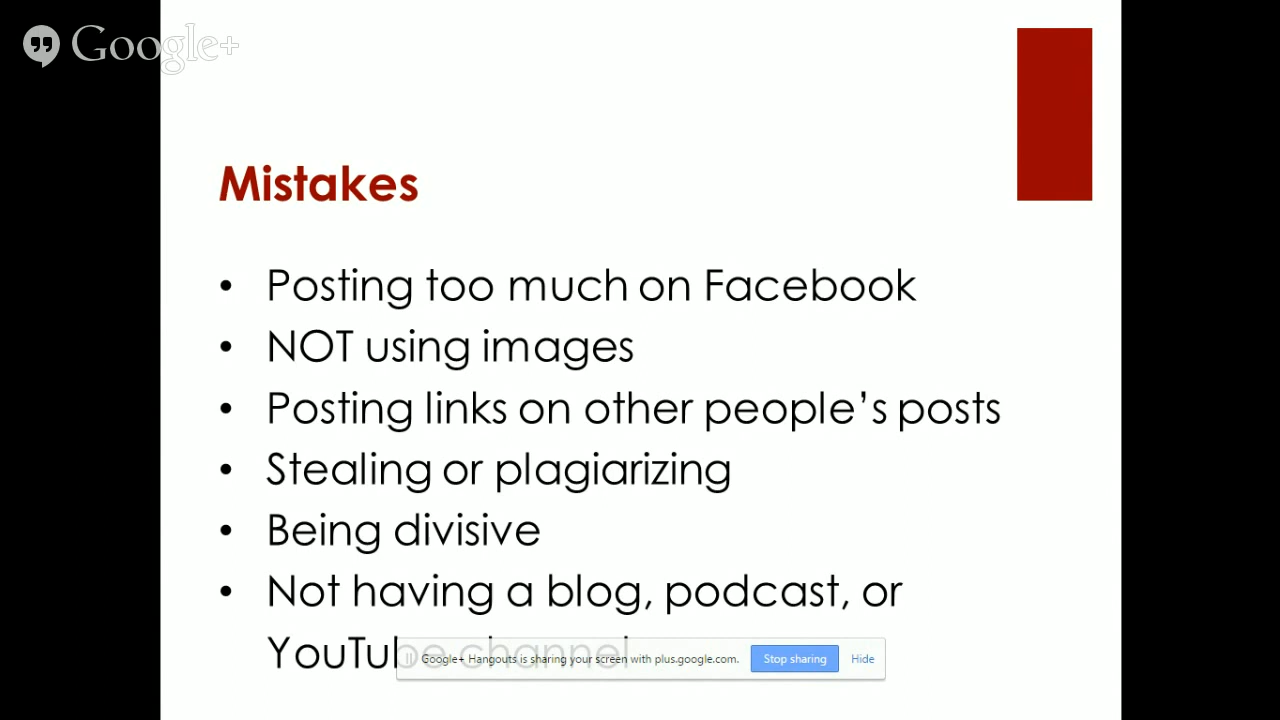 Google+
Mistakes
• Posting too much on Facebook
• NOT using images
• Posting links on other people’s posts
• Stealing or plagiarizing
• Being divisive
• Not having a blog, podcast, or
YouTube channel
Google+ Hangouts is sharing your screen with plus.google.com. Stop sharing Hide